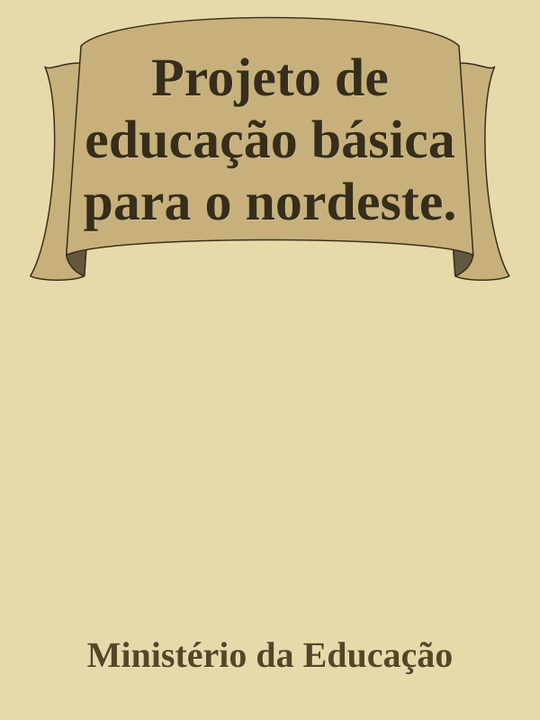 Projeto de
educação básica
para o nordeste.
Ministério da Educação